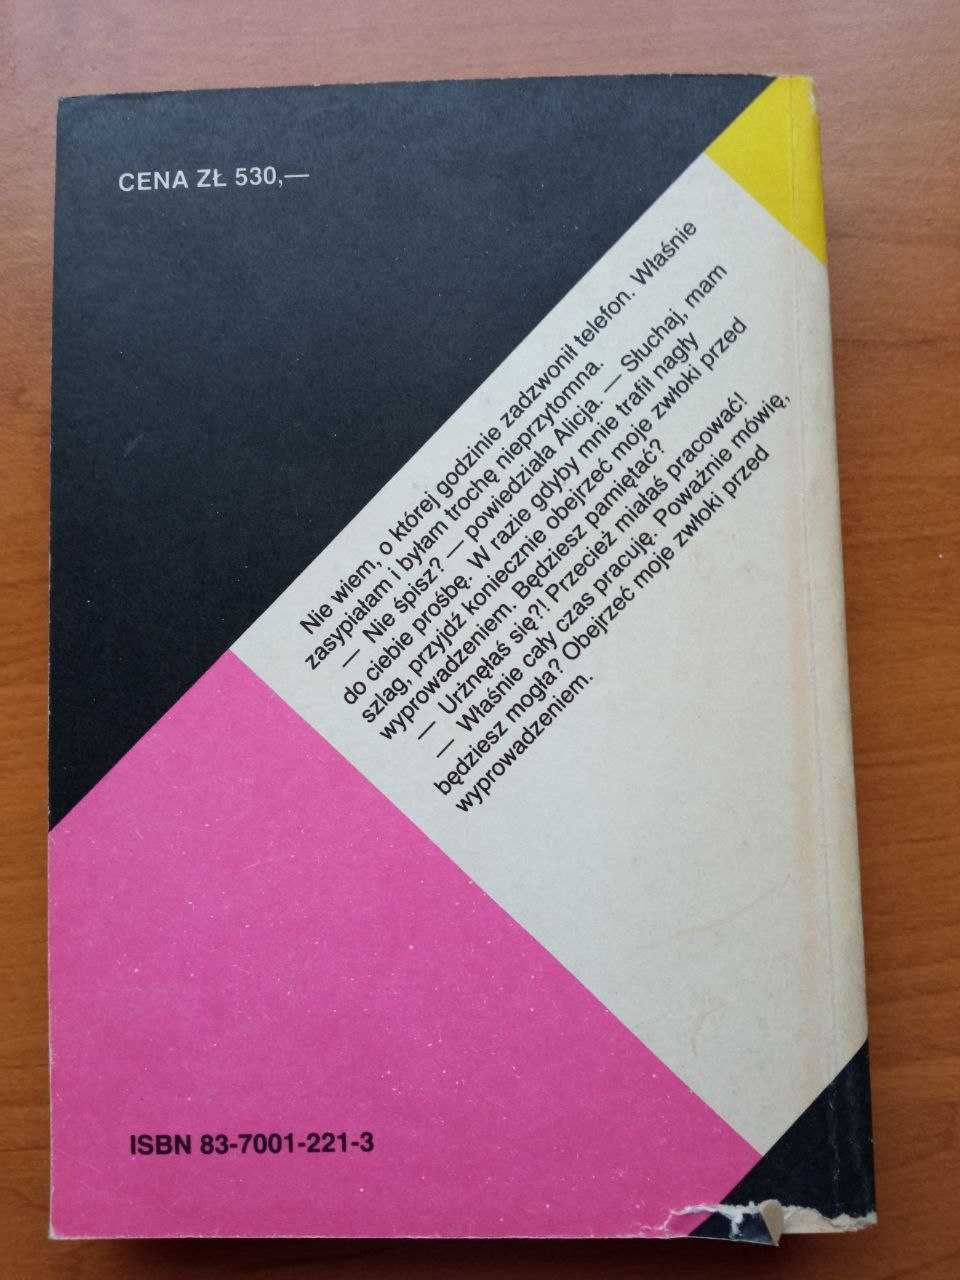 CENA ZŁ 530,—
Nie wiem, o której godzinie zadzwonił telefon. Właśnie
zasypiałam i byłam trochę nieprzytomna.
— Nie śpisz? — powiedziała Alicja. — Słuchaj, mam
do ciebie prośbę. W razie gdyby mnie trafił nagły
szlag, przyjdź koniecznie obejrzeć moje zwłoki przed
wyprowadzeniem. Będziesz pamiętać?
— Urżnęłaś się?! Przecież miałaś pracować!
— Właśnie cały czas pracuję. Poważnie mówię,
będziesz mogła? Obejrzeć moje zwłoki przed
wyprowadzeniem.
ISBN 83-7001-221-3